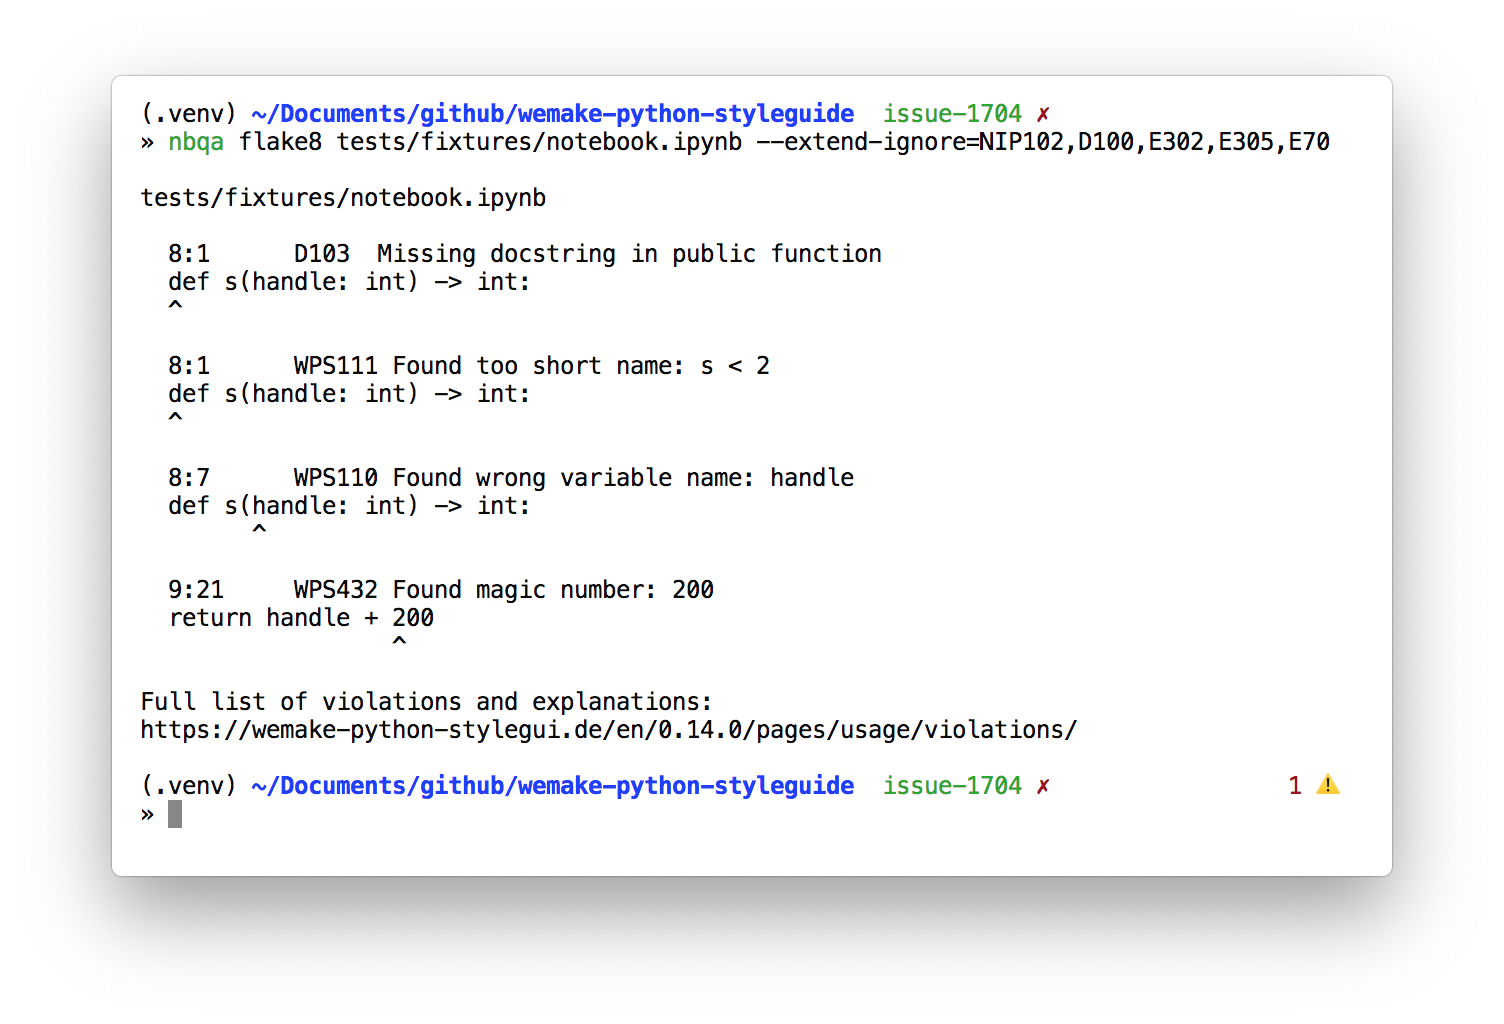 (.venv) ~/Documents/github/wemake-python-styleguide  issue-1704 ✗
» nbqa flake8 tests/fixtures/notebook.ipynb --extend-ignore=NIP102,D100,E302,E305,E70

tests/fixtures/notebook.ipynb

  8:1      D103  Missing docstring in public function
  def s(handle: int) -> int:
  ^

  8:1      WPS111 Found too short name: s < 2
  def s(handle: int) -> int:
  ^

  8:7      WPS110 Found wrong variable name: handle
  def s(handle: int) -> int:
        ^

  9:21     WPS432 Found magic number: 200
  return handle + 200
                  ^

Full list of violations and explanations:
https://wemake-python-stylegui.de/en/0.14.0/pages/usage/violations/

(.venv) ~/Documents/github/wemake-python-styleguide  issue-1704 ✗                 1 ⚠️
»